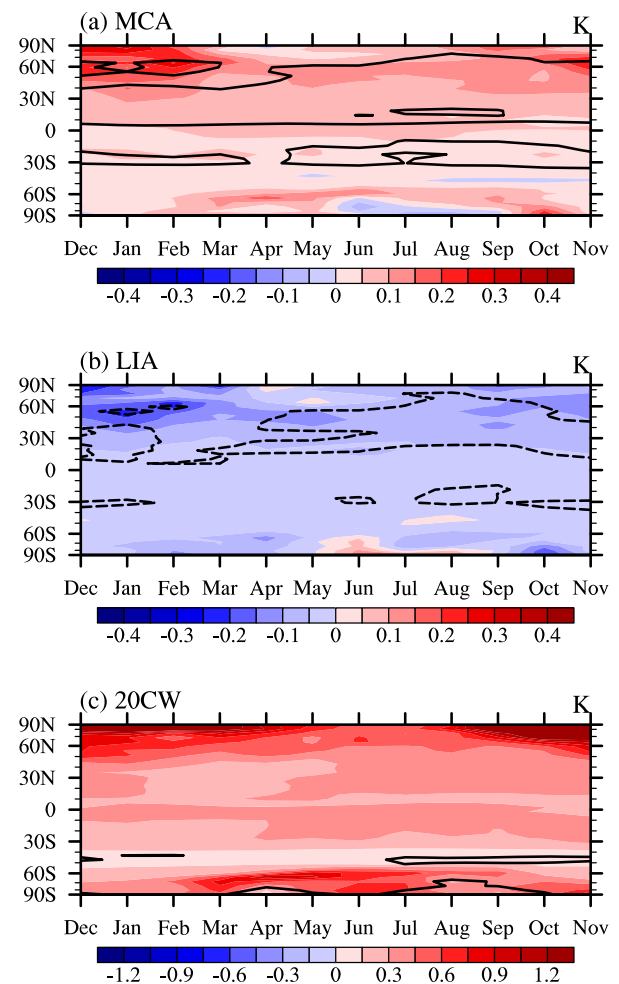 (a) MCA K
90N
60N
30N
0
30S
60S
90S
Dec Jan Feb Mar Apr May Jun Jul Aug Sep Oct Nov
-0.4 -0.3 -0.2 -0.1 0 0.1 0.2 0.3 0.4
(b) LIA K
90N
60N
30N
0
30S
60S
90S
Dec Jan Feb Mar Apr May Jun Jul Aug Sep Oct Nov
-0.4 -0.3 -0.2 -0.1 0 0.1 0.2 0.3 0.4
(c) 20CW K
90N
60N
30N
0
30S
60S
90S
Dec Jan Feb Mar Apr May Jun Jul Aug Sep Oct Nov
-1.2 -0.9 -0.6 -0.3 0 0.3 0.6 0.9 1.2